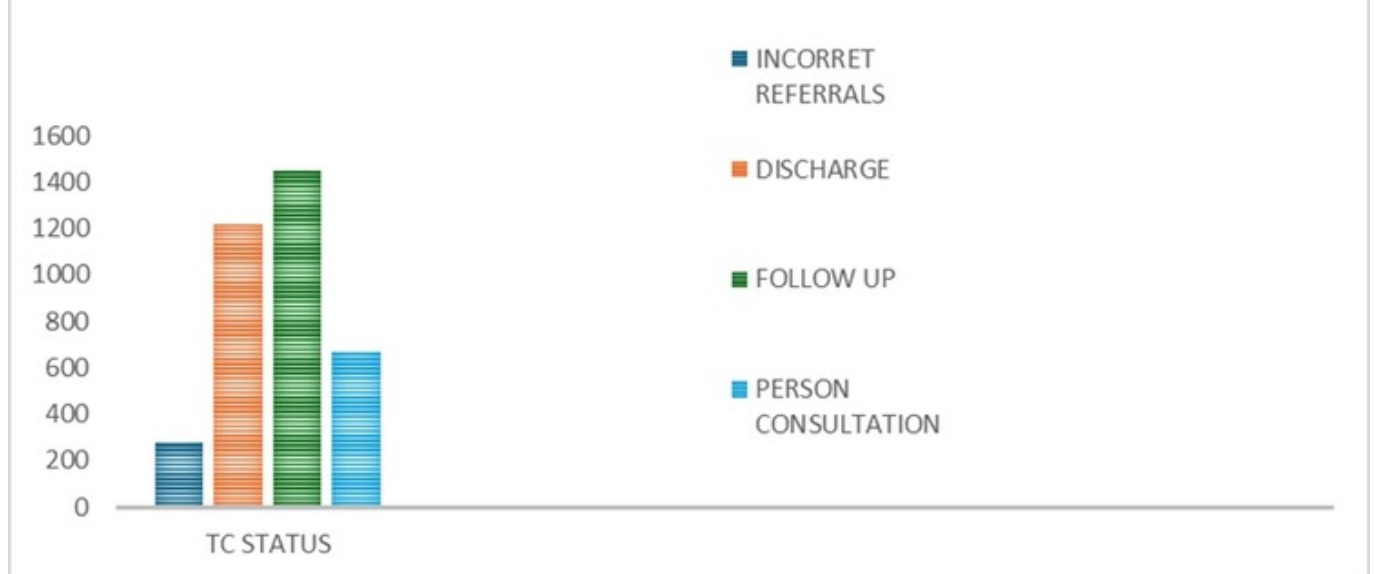 INCORRET
REFERRALS
DISCHARGE
FOLLOW UP
PERSON
CONSULTATION
1600
1400
1200
1000
800
600
400
200
0
TC STATUS